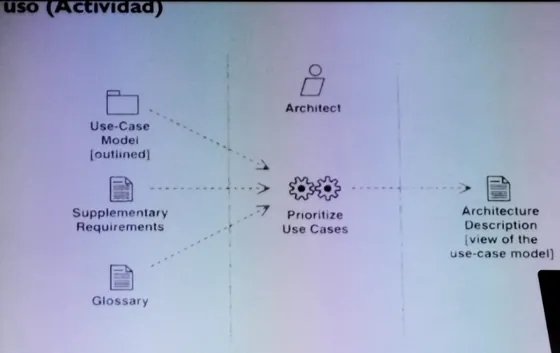 uso (Actividad)
Architect
Use-Case
Model
[outlined]
Supplementary
Requirements
Prioritize
Use Cases
Architecture
Description
[view of the
use-case model]
Glossary